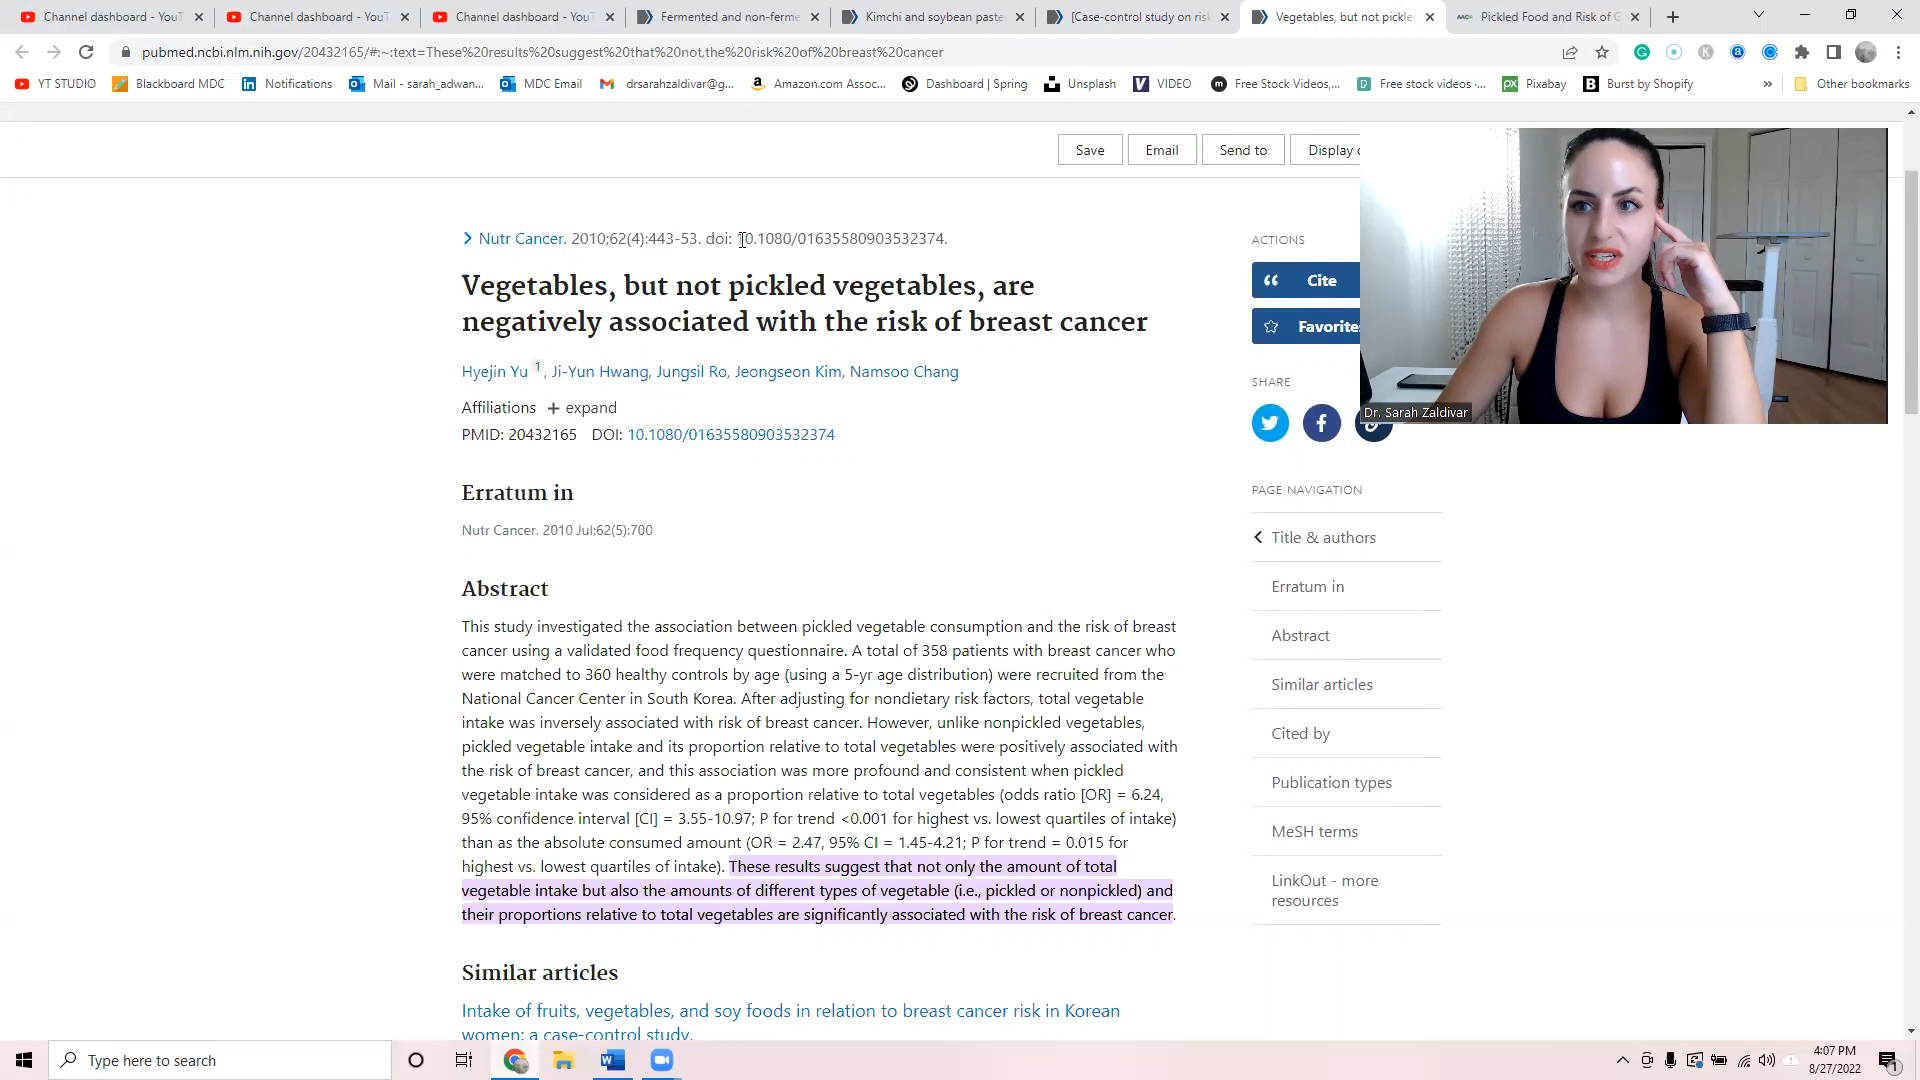 Channel dashboard - YouT
Channel dashboard - YouT
Channel dashboard - YouT
Fermented and non-ferme
Kimchi and soybean paste
[Case-control study on risk
Vegetables, but not pickle
Pickled Food and Risk of G
pubmed.ncbi.nlm.nih.gov/20432165/#:~:text=These%20results%20suggest%20that%20not,the%20risk%20of%20breast%20cancer
YT STUDIO
Blackboard MDC
Notifications
Mail - sarah_adwan...
MDC Email
drsarahzaldivar@g...
Amazon.com Assoc...
Dashboard | Spring
Unsplash
VIDEO
Free Stock Videos,...
Free stock videos -...
Pixabay
Burst by Shopify
»
Other bookmarks
Save
Email
Send to
Display o
Nutr Cancer. 2010;62(4):443-53. doi: 10.1080/01635580903532374.
Vegetables, but not pickled vegetables, are
negatively associated with the risk of breast cancer
Hyejin Yu 1, Ji-Yun Hwang, Jungsil Ro, Jeongseon Kim, Namsoo Chang
Affiliations + expand
PMID: 20432165 DOI: 10.1080/01635580903532374
Erratum in
Nutr Cancer. 2010 Jul;62(5):700
Abstract
This study investigated the association between pickled vegetable consumption and the risk of breast
cancer using a validated food frequency questionnaire. A total of 358 patients with breast cancer who
were matched to 360 healthy controls by age (using a 5-yr age distribution) were recruited from the
National Cancer Center in South Korea. After adjusting for nondietary risk factors, total vegetable
intake was inversely associated with risk of breast cancer. However, unlike nonpickled vegetables,
pickled vegetable intake and its proportion relative to total vegetables were positively associated with
the risk of breast cancer, and this association was more profound and consistent when pickled
vegetable intake was considered as a proportion relative to total vegetables (odds ratio [OR] = 6.24,
95% confidence interval [CI] = 3.55-10.97; P for trend <0.001 for highest vs. lowest quartiles of intake)
than as the absolute consumed amount (OR = 2.47, 95% CI = 1.45-4.21; P for trend = 0.015 for
highest vs. lowest quartiles of intake). These results suggest that not only the amount of total
vegetable intake but also the amounts of different types of vegetable (i.e., pickled or nonpickled) and
their proportions relative to total vegetables are significantly associated with the risk of breast cancer.
Similar articles
Intake of fruits, vegetables, and soy foods in relation to breast cancer risk in Korean
women: a case-control study.
ACTIONS
Cite
Favorites
SHARE
Dr. Sarah Zaldivar
PAGE NAVIGATION
Title & authors
Erratum in
Abstract
Similar articles
Cited by
Publication types
MeSH terms
LinkOut - more
resources
Type here to search
4:07 PM
8/27/2022
1